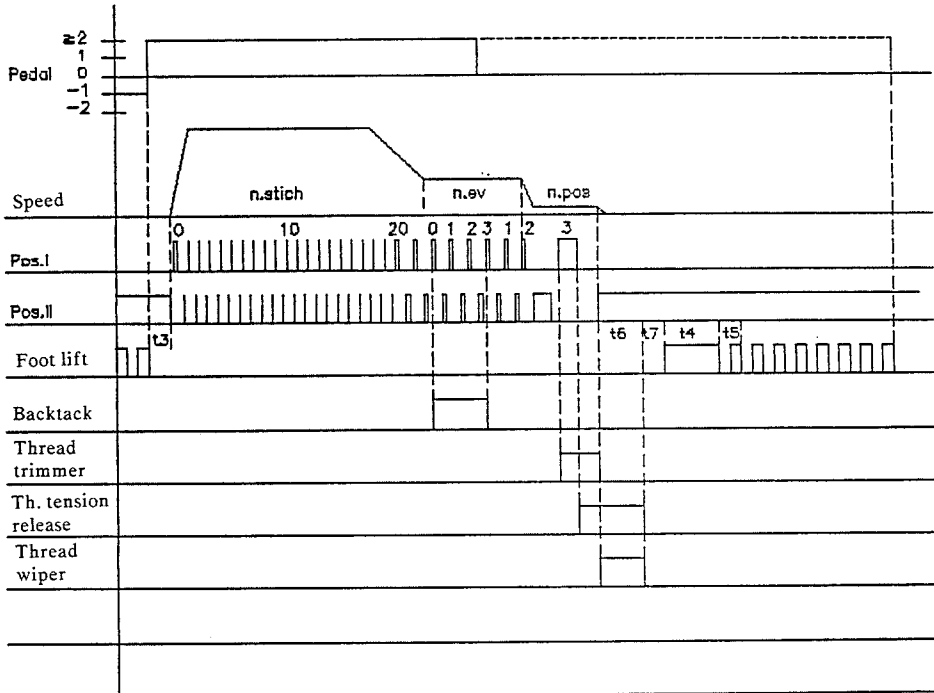 ≥2
1
Pedal 0
-1
-2
Speed n.stich n.ev n.pos
0 10 20 0 1 2 3 1 2 3
Pos.I
Pos.II
t3 t6 t7 t4 t5
Foot lift
Backtack
Thread
trimmer
Th. tension
release
Thread
wiper